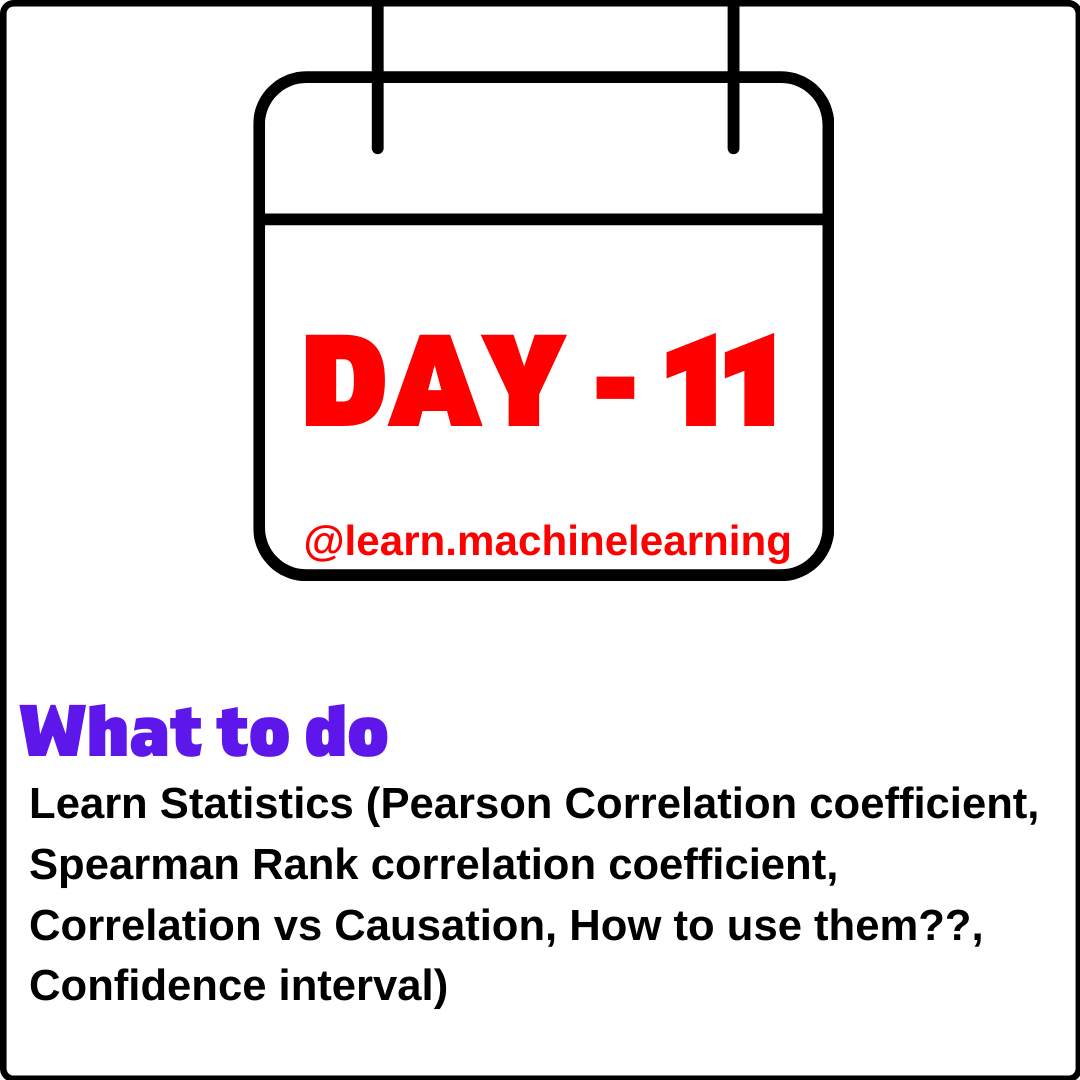 DAY - 11
@learn.machinelearning
What to do
Learn Statistics (Pearson Correlation coefficient,
Spearman Rank correlation coefficient,
Correlation vs Causation, How to use them??,
Confidence interval)